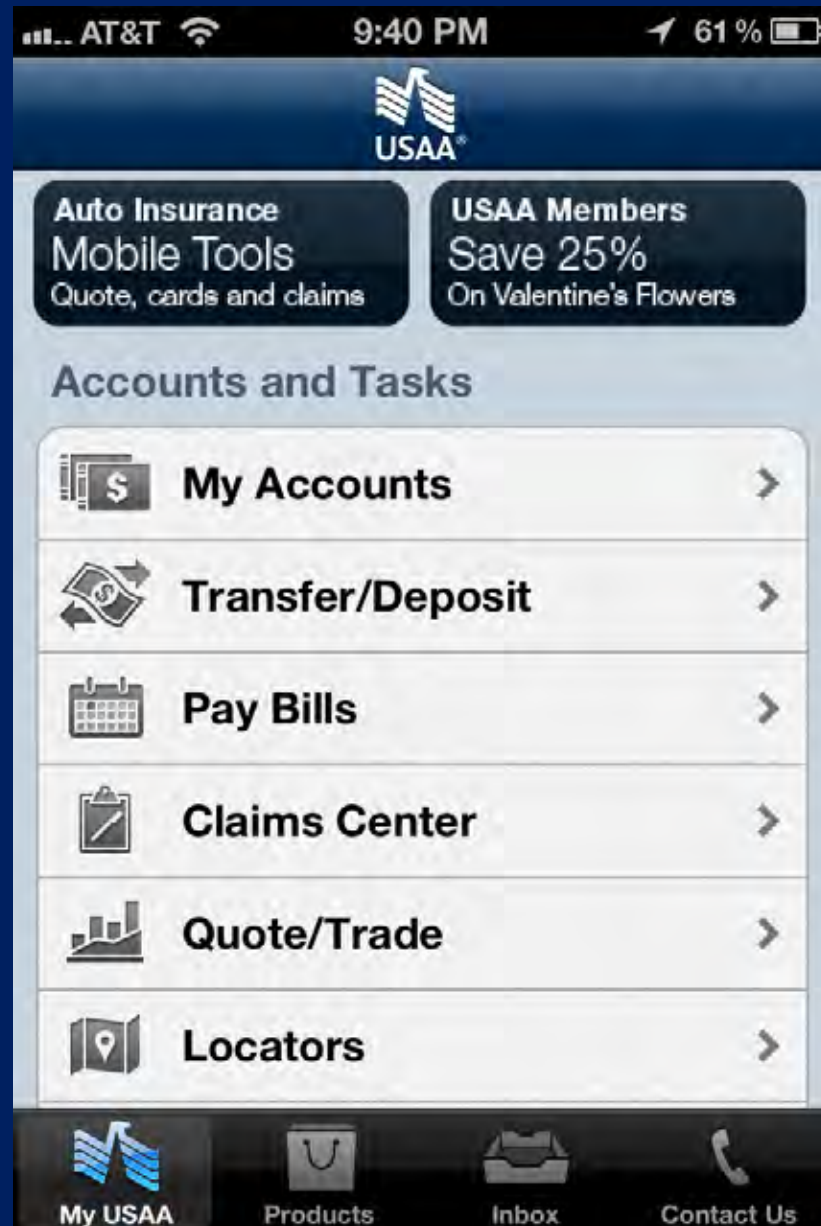 AT&T 9:40 PM 61 %
USAA®
Auto Insurance
Mobile Tools
Quote, cards and claims
USAA Members
Save 25%
On Valentine's Flowers
Accounts and Tasks
My Accounts
Transfer/Deposit
Pay Bills
Claims Center
Quote/Trade
Locators
My USAA Products Inbox Contact Us